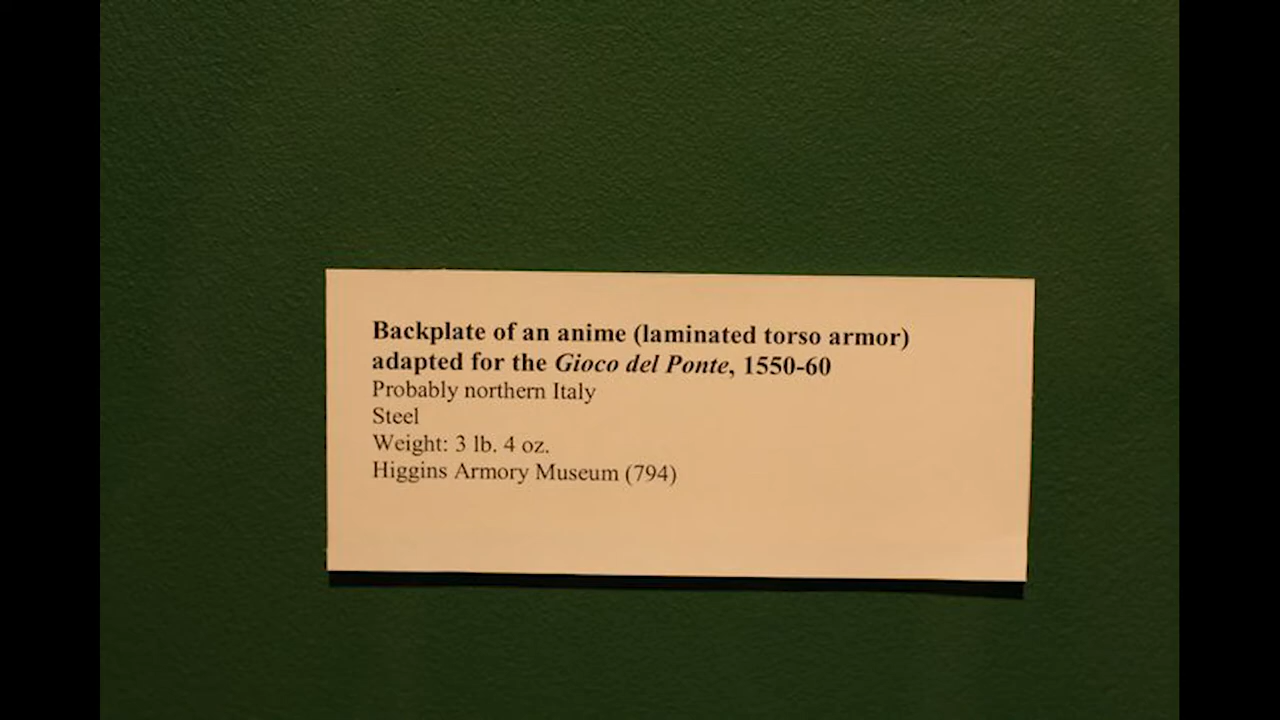 Backplate of an anime (laminated torso armor)
adapted for the Gioco del Ponte, 1550-60
Probably northern Italy
Steel
Weight: 3 lb. 4 oz.
Higgins Armory Museum (794)